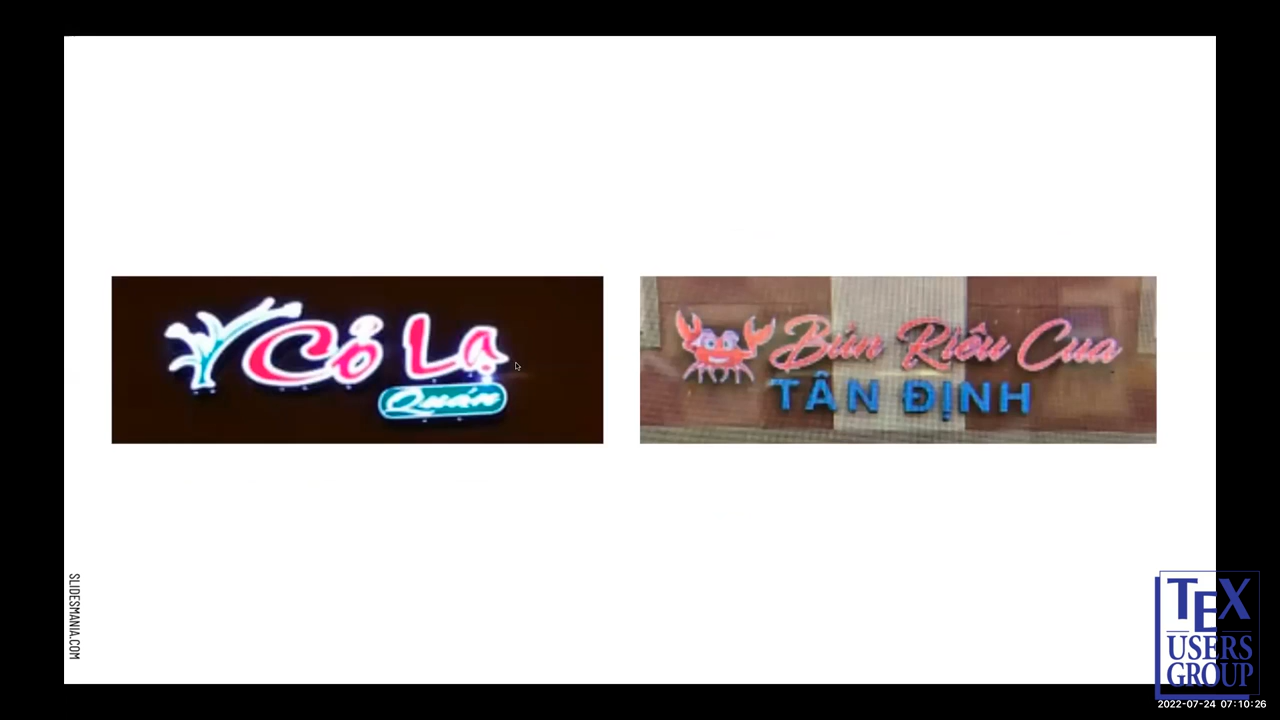 Cỏ Lạ
Quán
Bún Riêu Cua
TÂN ĐỊNH
SLIDESMANIA.COM
TEX
USERS
GROUP
2022-07-24 07:10:26